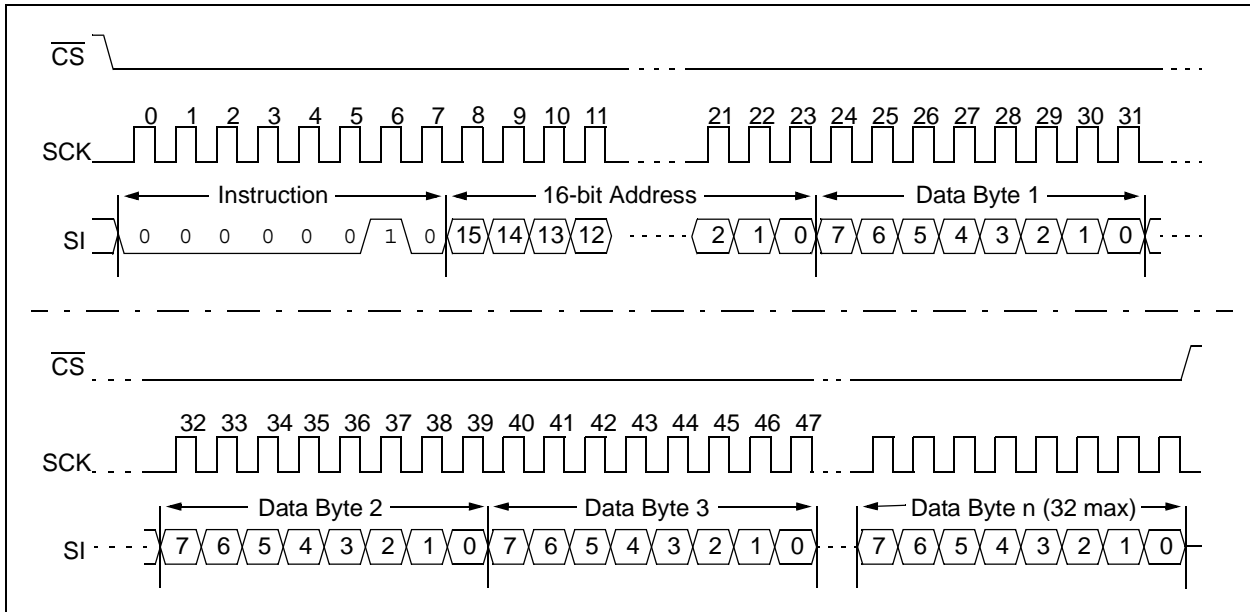 CS
0 1 2 3 4 5 6 7 8 9 10 11 21 22 23 24 25 26 27 28 29 30 31
SCK
Instruction 16-bit Address Data Byte 1
SI 0 0 0 0 0 0 1 0 15 14 13 12 2 1 0 7 6 5 4 3 2 1 0
CS
32 33 34 35 36 37 38 39 40 41 42 43 44 45 46 47
SCK
Data Byte 2 Data Byte 3 Data Byte n (32 max)
SI 7 6 5 4 3 2 1 0 7 6 5 4 3 2 1 0 7 6 5 4 3 2 1 0